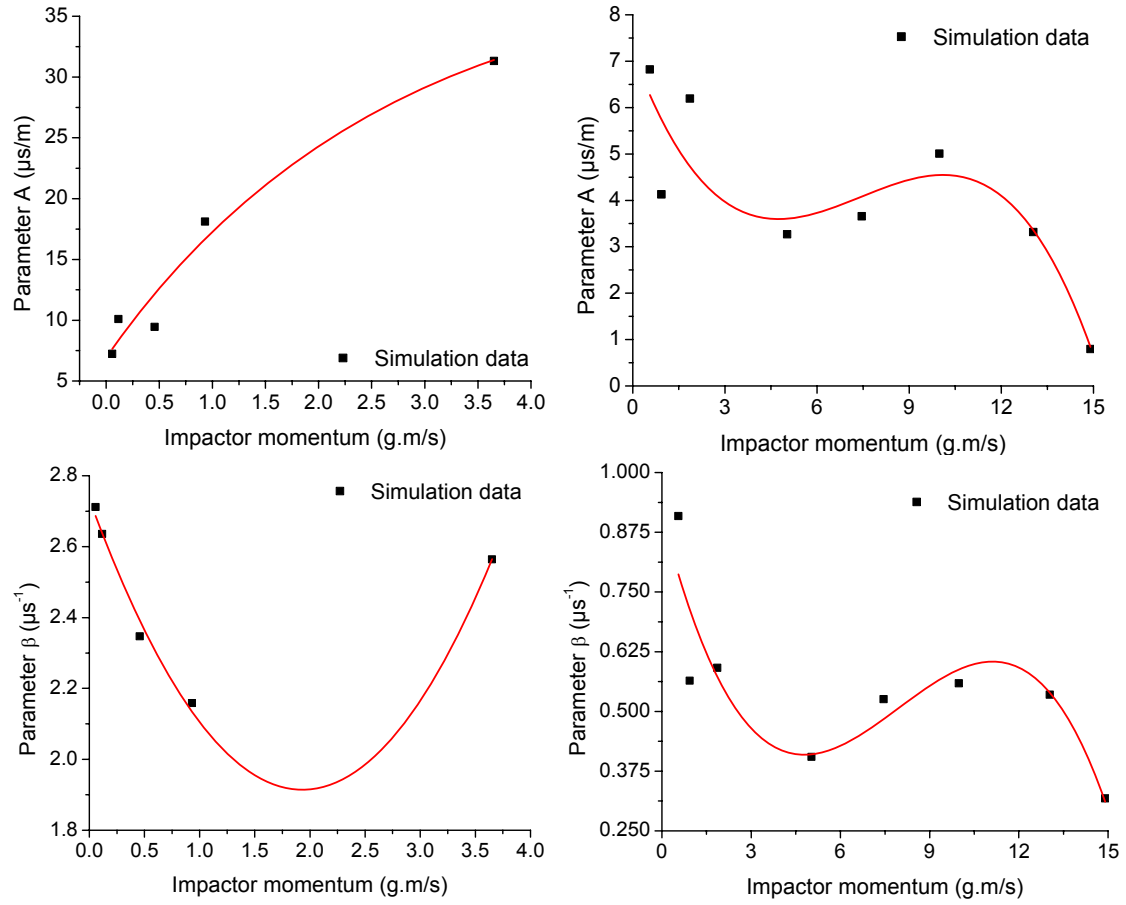 35
30
25
20
15
10
5
Parameter A (μs/m)
Simulation data
0.0 0.5 1.0 1.5 2.0 2.5 3.0 3.5 4.0
Impactor momentum (g.m/s)
8
7
6
5
4
3
2
1
0
Parameter A (μs/m)
Simulation data
0 3 6 9 12 15
Impactor momentum (g.m/s)
2.8
2.6
2.4
2.2
2.0
1.8
Parameter β (μs⁻¹)
Simulation data
0.0 0.5 1.0 1.5 2.0 2.5 3.0 3.5 4.0
Impactor momentum (g.m/s)
1.000
0.875
0.750
0.625
0.500
0.375
0.250
Parameter β (μs⁻¹)
Simulation data
0 3 6 9 12 15
Impactor momentum (g.m/s)